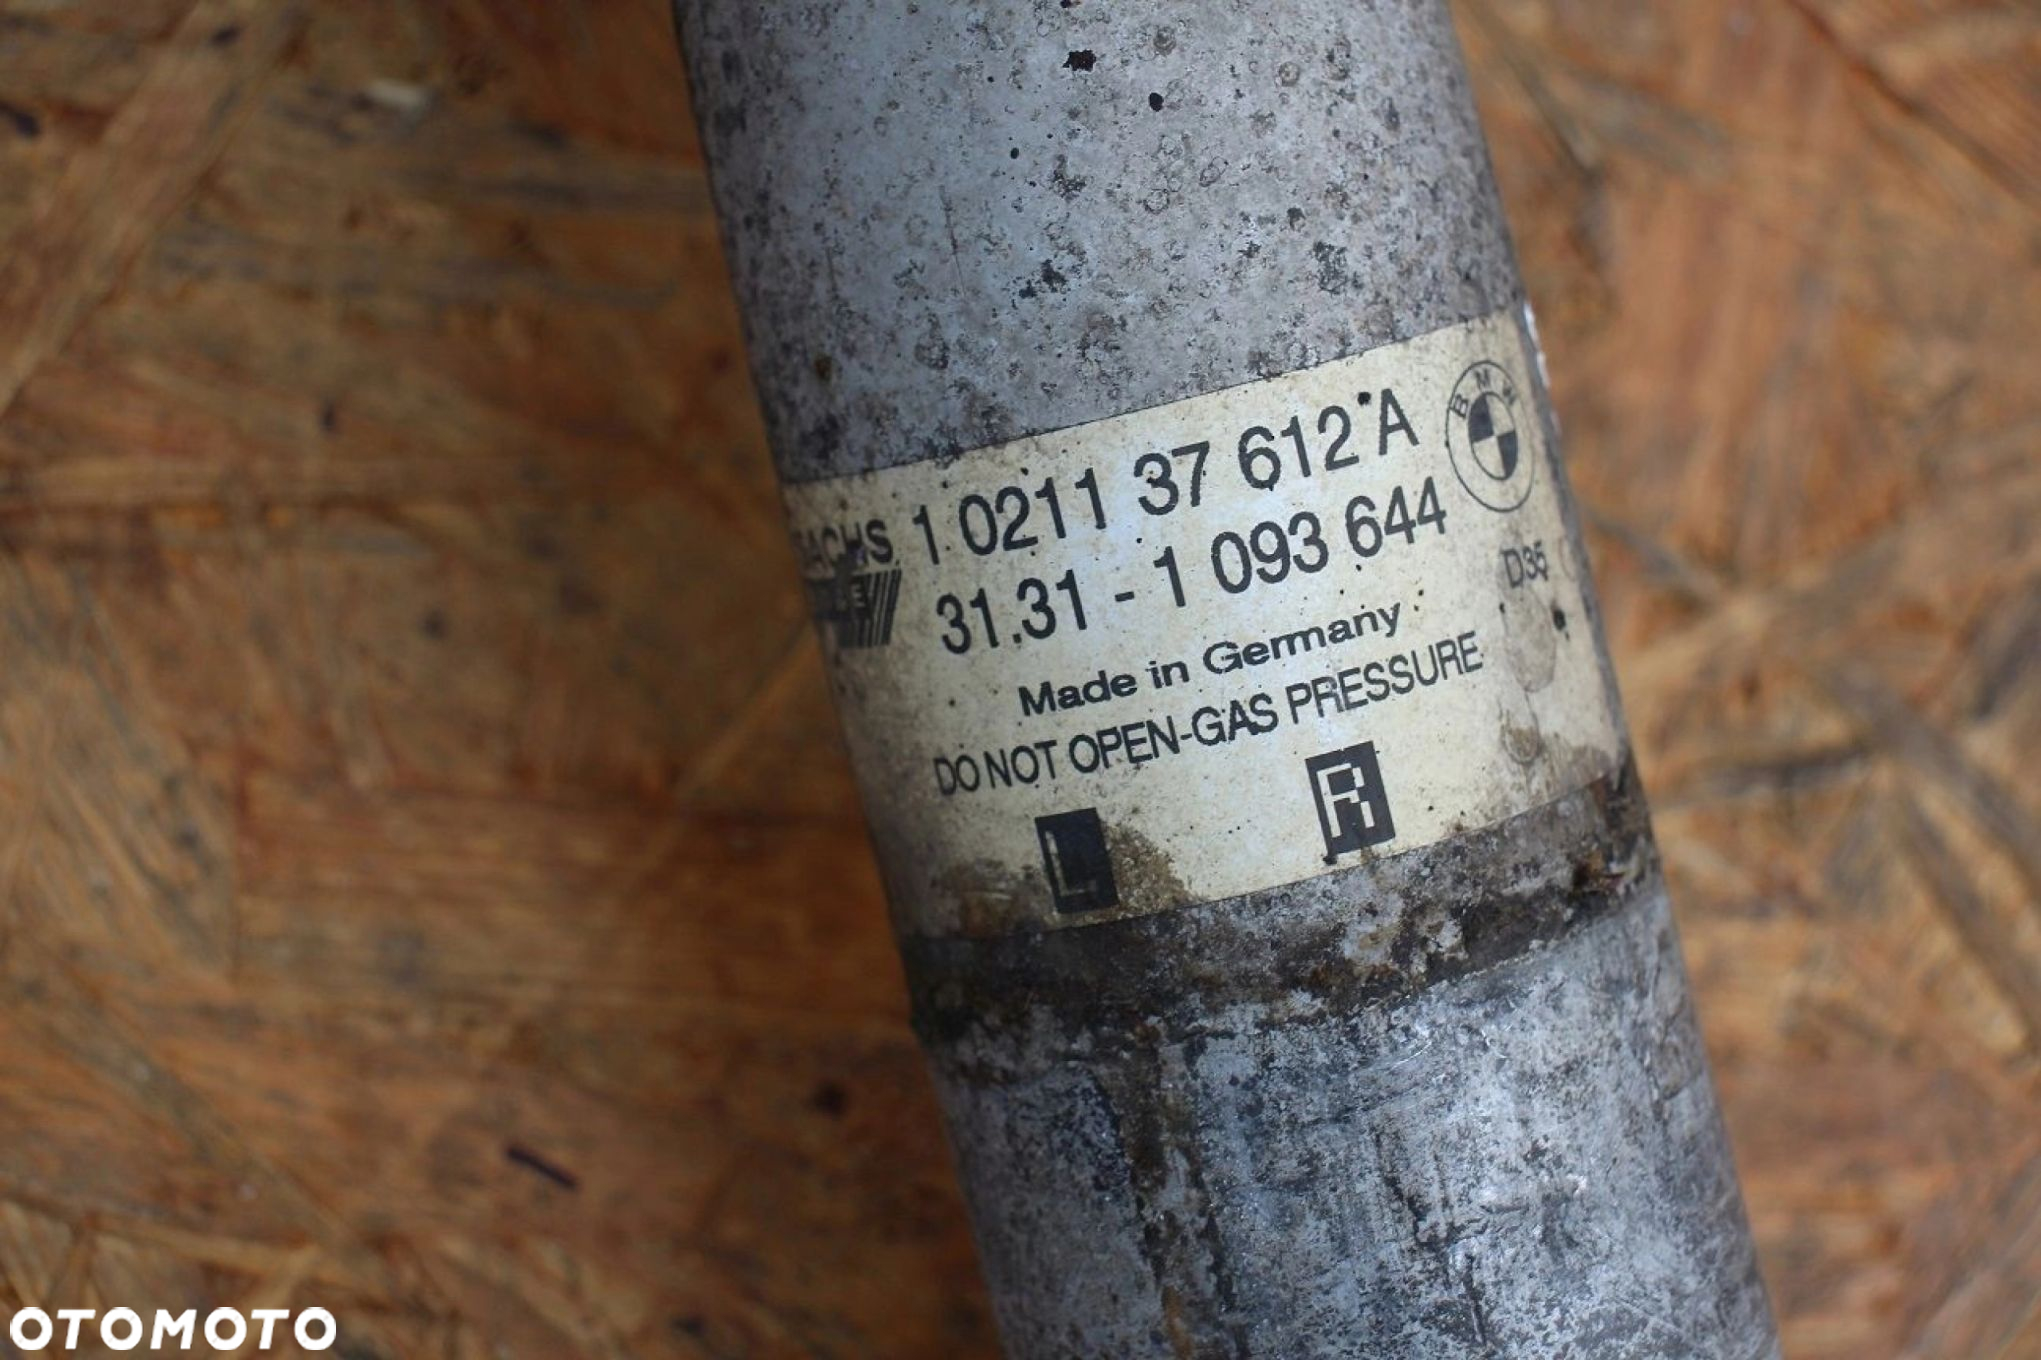 SACHS 1 0211 37 612 A
BMW
31.31 - 1 093 644
D35
Made in Germany
DO NOT OPEN-GAS PRESSURE
L R
OTOMOTO